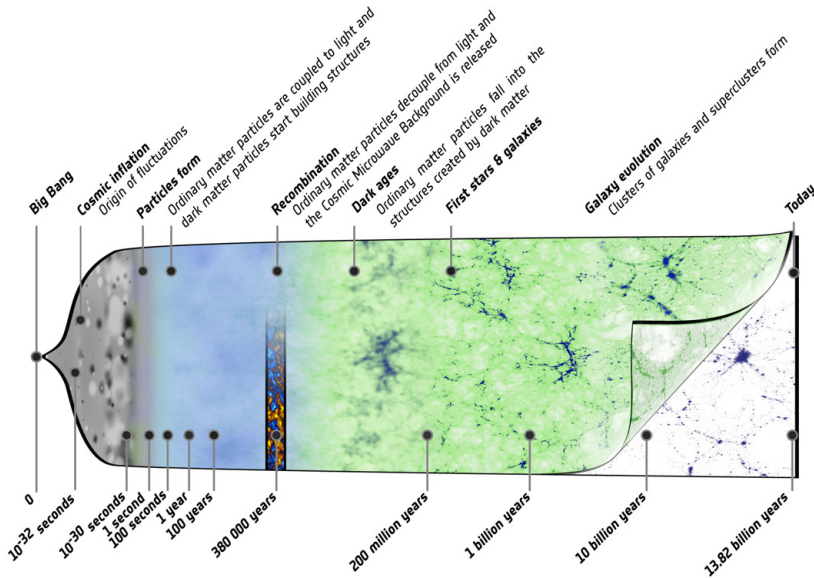 Big Bang
Cosmic inflation
Origin of fluctuations
Particles form
Ordinary matter particles are coupled to light and
dark matter particles start building structures
Recombination
Ordinary matter particles decouple from light and
the Cosmic Microwave Background is released
Dark ages
Ordinary matter particles fall into the
structures created by dark matter
First stars & galaxies
Galaxy evolution
Clusters of galaxies and superclusters form
Today
0
10-32 seconds
10-30 seconds
1 second
100 seconds
1 year
100 years
380 000 years
200 million years
1 billion years
10 billion years
13.82 billion years